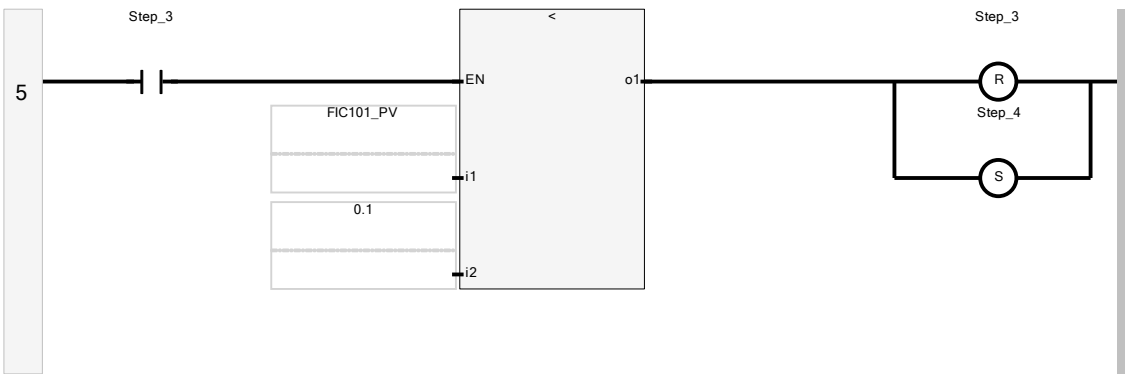 Step_3 < Step_3
EN o1 R
5
FIC101_PV Step_4
i1 S
0.1
i2